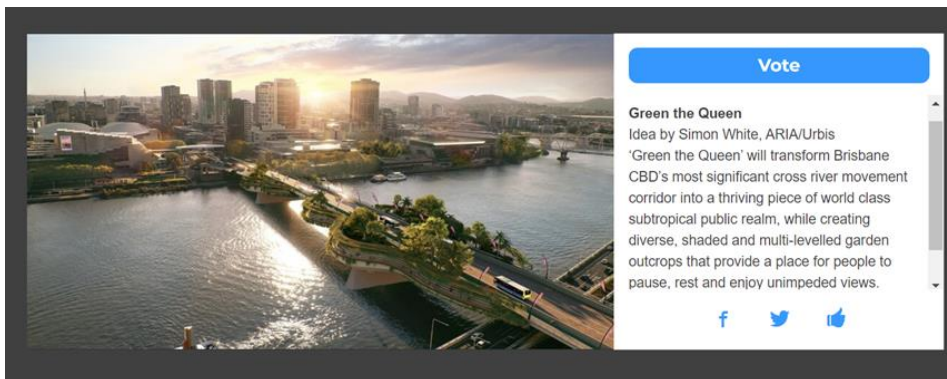 Vote
Green the Queen
Idea by Simon White, ARIA/Urbis
‘Green the Queen’ will transform Brisbane
CBD’s most significant cross river movement
corridor into a thriving piece of world class
subtropical public realm, while creating
diverse, shaded and multi-levelled garden
outcrops that provide a place for people to
pause, rest and enjoy unimpeded views.